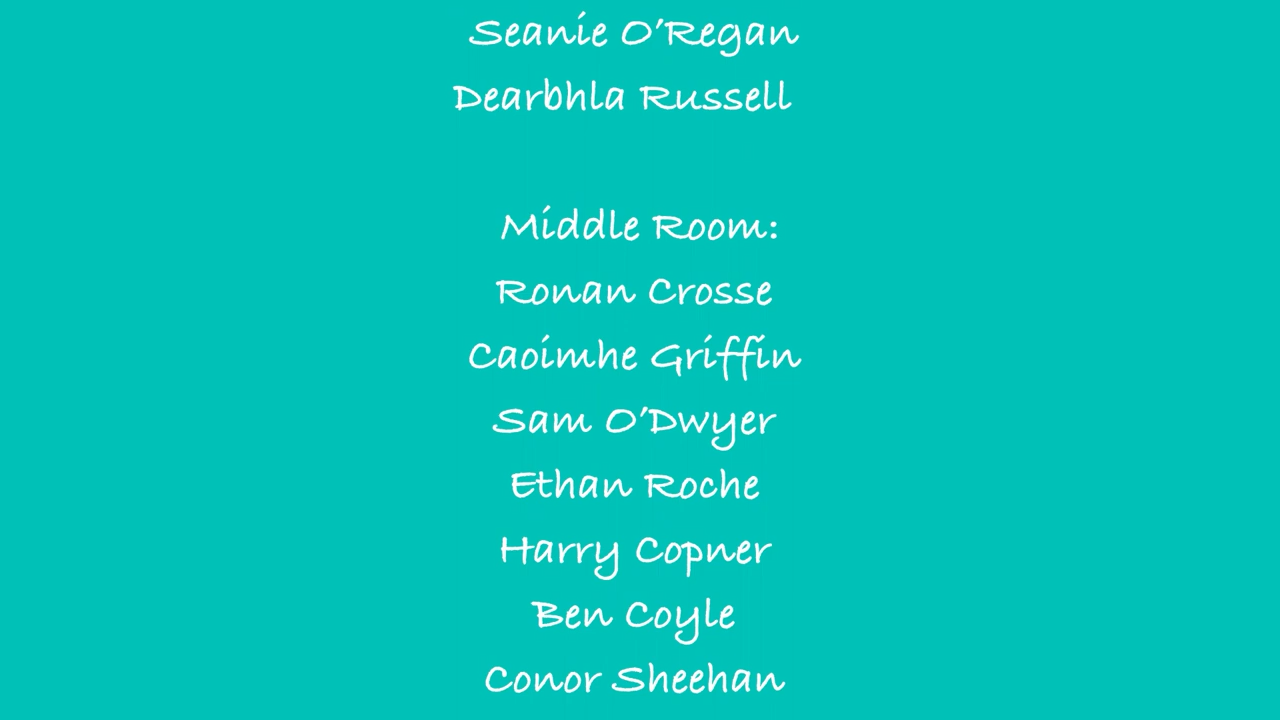 Seanie O'Regan
Dearbhla Russell
Middle Room:
Ronan Crosse
Caoimhe Griffin
Sam O'Dwyer
Ethan Roche
Harry Copner
Ben Coyle
Conor Sheehan